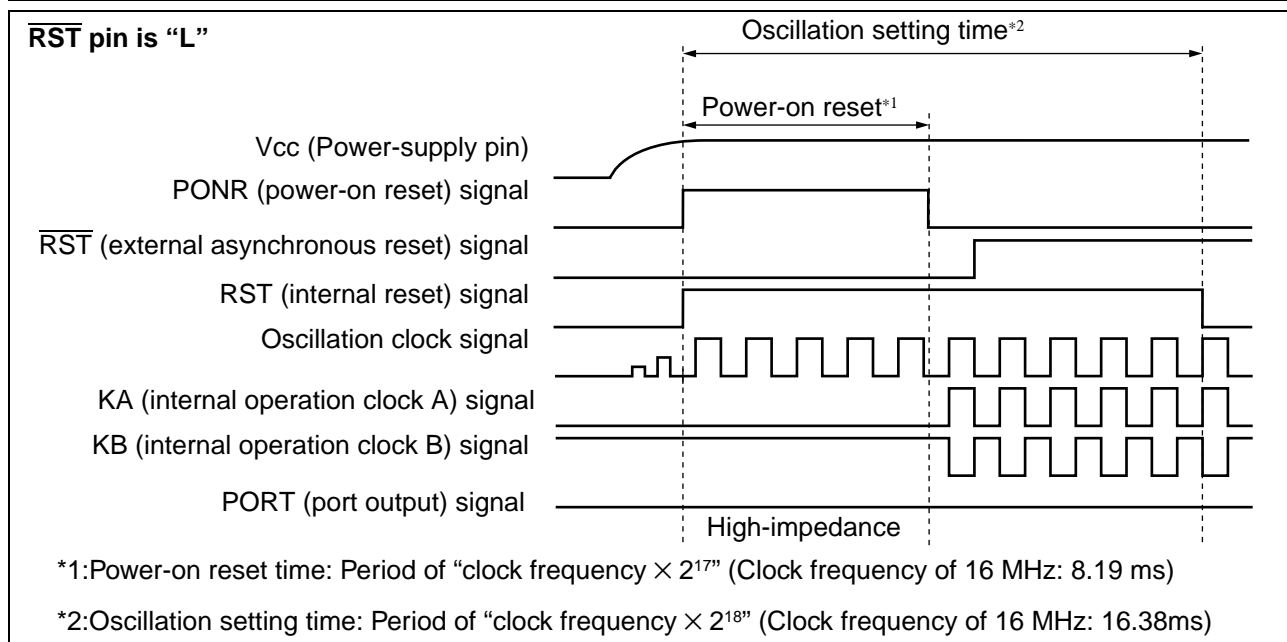 RST pin is “L”
Oscillation setting time*2
Power-on reset*1
Vcc (Power-supply pin)
PONR (power-on reset) signal
RST (external asynchronous reset) signal
RST (internal reset) signal
Oscillation clock signal
KA (internal operation clock A) signal
KB (internal operation clock B) signal
PORT (port output) signal
High-impedance
*1:Power-on reset time: Period of “clock frequency × 2¹⁷” (Clock frequency of 16 MHz: 8.19 ms)
*2:Oscillation setting time: Period of “clock frequency × 2¹⁸” (Clock frequency of 16 MHz: 16.38ms)